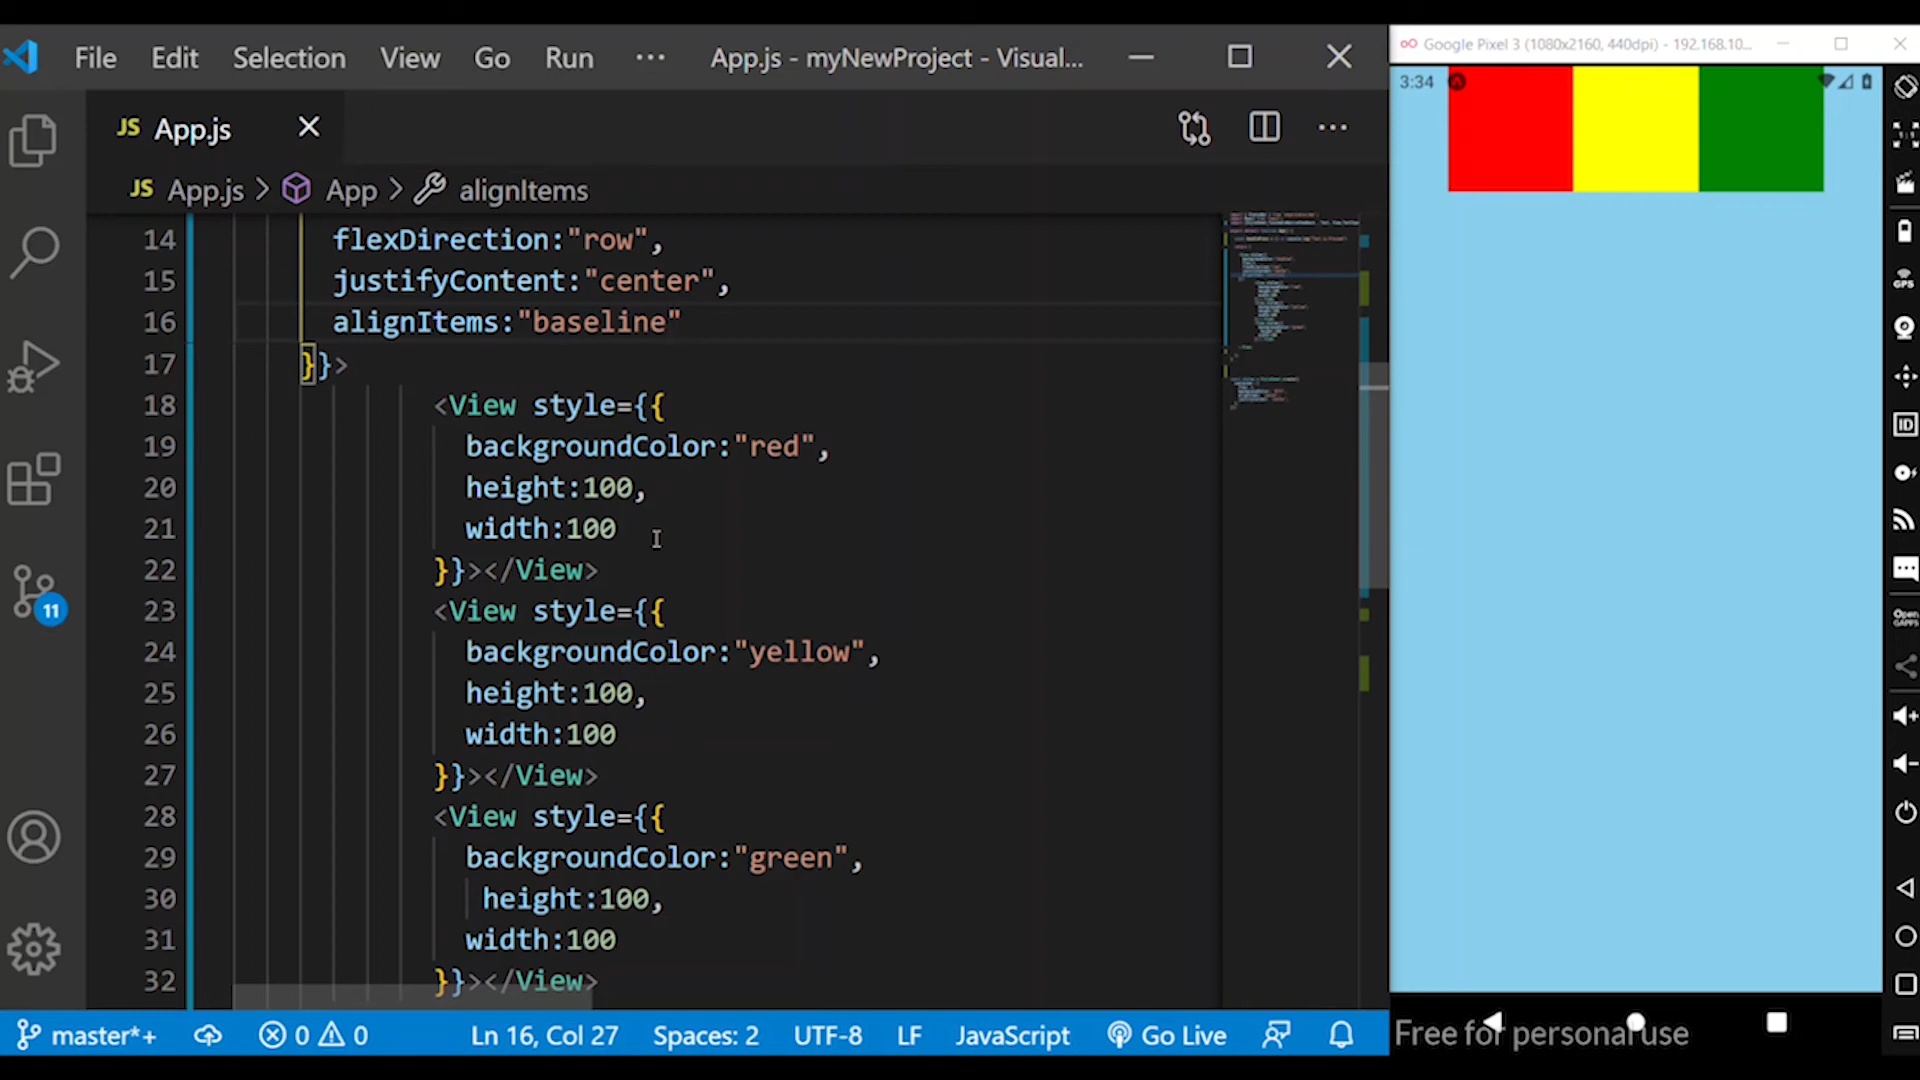 File Edit Selection View Go Run ··· App.js - myNewProject - Visual...
Google Pixel 3 (1080x2160, 440dpi) - 192.168.10...
JS App.js
3:34
JS App.js > App > alignItems
14 flexDirection:"row",
15 justifyContent:"center",
16 alignItems:"baseline"
17 }}>
18 <View style={{
19 backgroundColor:"red",
20 height:100,
21 width:100
22 }}></View>
23 <View style={{
24 backgroundColor:"yellow",
25 height:100,
26 width:100
27 }}></View>
28 <View style={{
29 backgroundColor:"green",
30 height:100,
31 width:100
32 }}></View>
11
GPS
ID
Open
GAPPS
master*+ 0 0 Ln 16, Col 27 Spaces: 2 UTF-8 LF JavaScript Go Live
Free for personal use